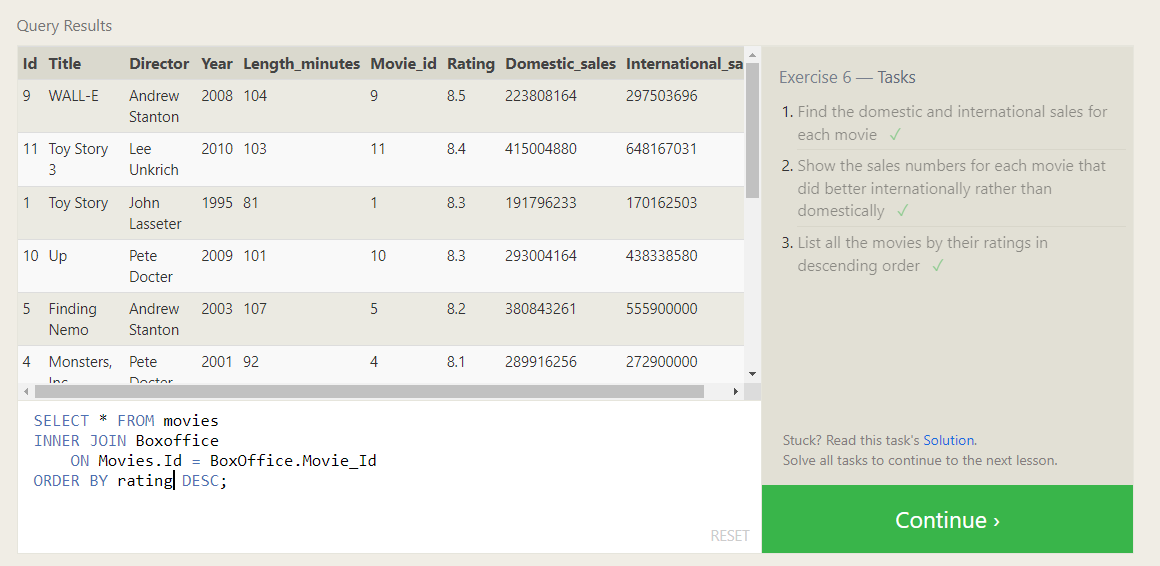 Query Results
Id Title Director Year Length_minutes Movie_id Rating Domestic_sales International_sa
9 WALL-E Andrew 2008 104 9 8.5 223808164 297503696
Stanton
11 Toy Story Lee 2010 103 11 8.4 415004880 648167031
3 Unkrich
1 Toy Story John 1995 81 1 8.3 191796233 170162503
Lasseter
10 Up Pete 2009 101 10 8.3 293004164 438338580
Docter
5 Finding Andrew 2003 107 5 8.2 380843261 555900000
Nemo Stanton
4 Monsters, Pete 2001 92 4 8.1 289916256 272900000
Inc. Docter
SELECT * FROM movies
INNER JOIN Boxoffice
ON Movies.Id = BoxOffice.Movie_Id
ORDER BY rating DESC;
RESET
Exercise 6 — Tasks
1. Find the domestic and international sales for
each movie ✓
2. Show the sales numbers for each movie that
did better internationally rather than
domestically ✓
3. List all the movies by their ratings in
descending order ✓
Stuck? Read this task's Solution.
Solve all tasks to continue to the next lesson.
Continue ›